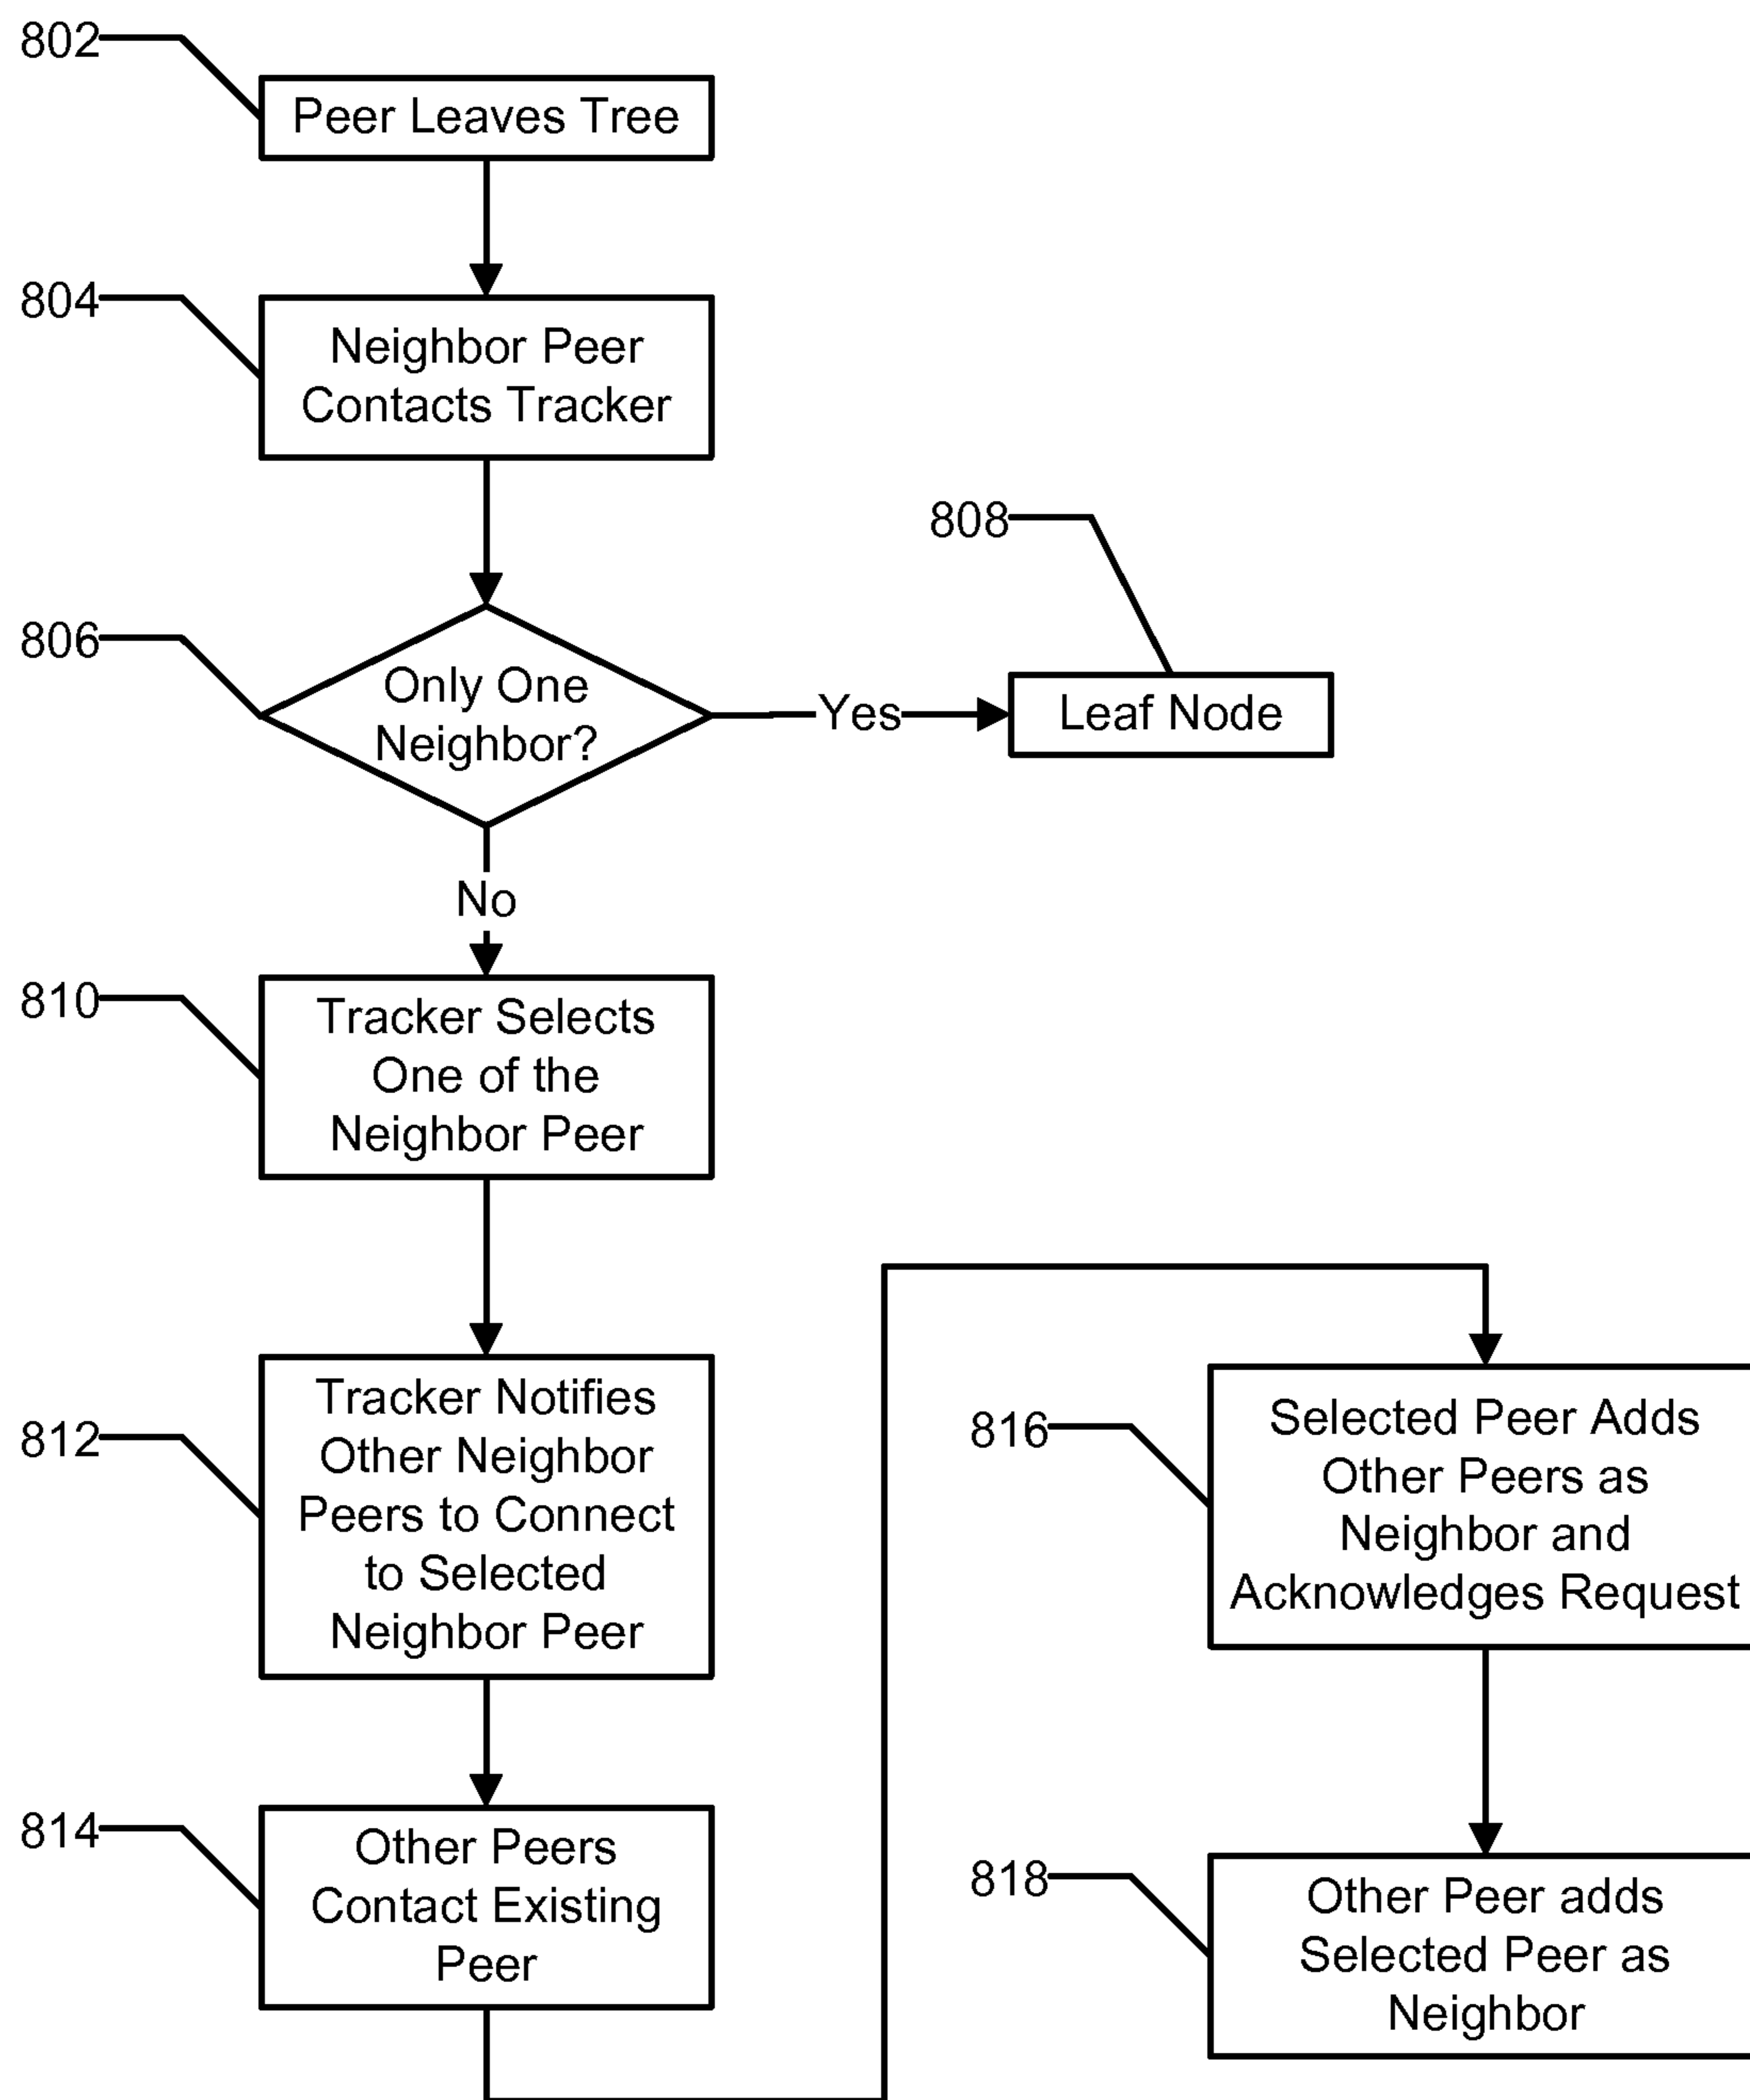 802
Peer Leaves Tree
804
Neighbor Peer
Contacts Tracker
806
Only One
Neighbor?
Yes
808
Leaf Node
No
810
Tracker Selects
One of the
Neighbor Peer
812
Tracker Notifies
Other Neighbor
Peers to Connect
to Selected
Neighbor Peer
814
Other Peers
Contact Existing
Peer
816
Selected Peer Adds
Other Peers as
Neighbor and
Acknowledges Request
818
Other Peer adds
Selected Peer as
Neighbor